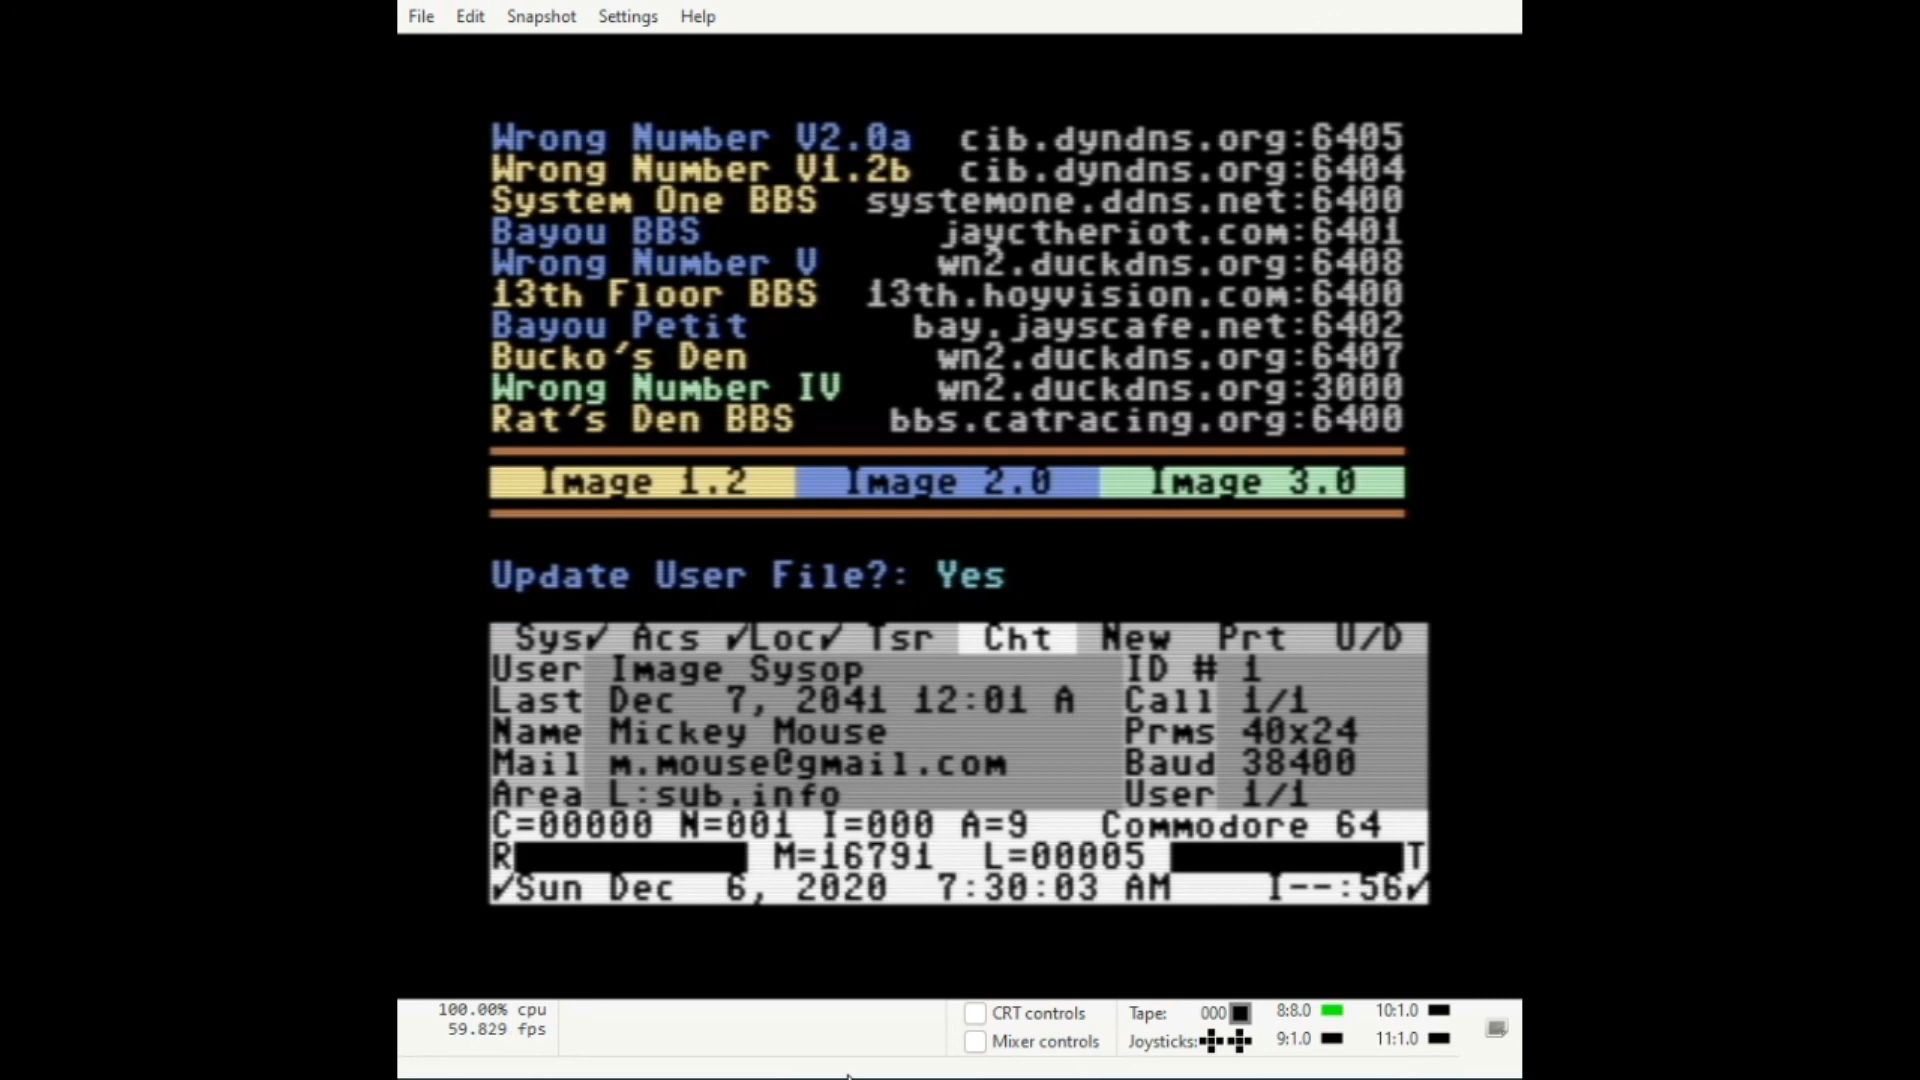 File Edit Snapshot Settings Help
Wrong Number V2.0a cib.dyndns.org:6405
Wrong Number V1.2b cib.dyndns.org:6404
System One BBS systemone.ddns.net:6400
Bayou BBS jayctheriot.com:6401
Wrong Number V wn2.duckdns.org:6408
13th Floor BBS 13th.hoyvision.com:6400
Bayou Petit bay.jayscafe.net:6402
Bucko's Den wn2.duckdns.org:6407
Wrong Number IV wn2.duckdns.org:3000
Rat's Den BBS bbs.catracing.org:6400
Image 1.2 Image 2.0 Image 3.0
Update User File?: Yes
Sys✓ Acs ✓Loc✓ Tsr Cht New Prt U/D
User Image Sysop ID # 1
Last Dec 7, 2041 12:01 A Call 1/1
Name Mickey Mouse Prms 40x24
Mail m.mouse@gmail.com Baud 38400
Area L:sub.info User 1/1
C=00000 N=001 I=000 A=9 Commodore 64
R M=16791 L=00005 T
✓Sun Dec 6, 2020 7:30:03 AM I--:56✓
100.00% cpu CRT controls Tape: 000 8:8.0 10:1.0
59.829 fps Mixer controls Joysticks: 9:1.0 11:1.0